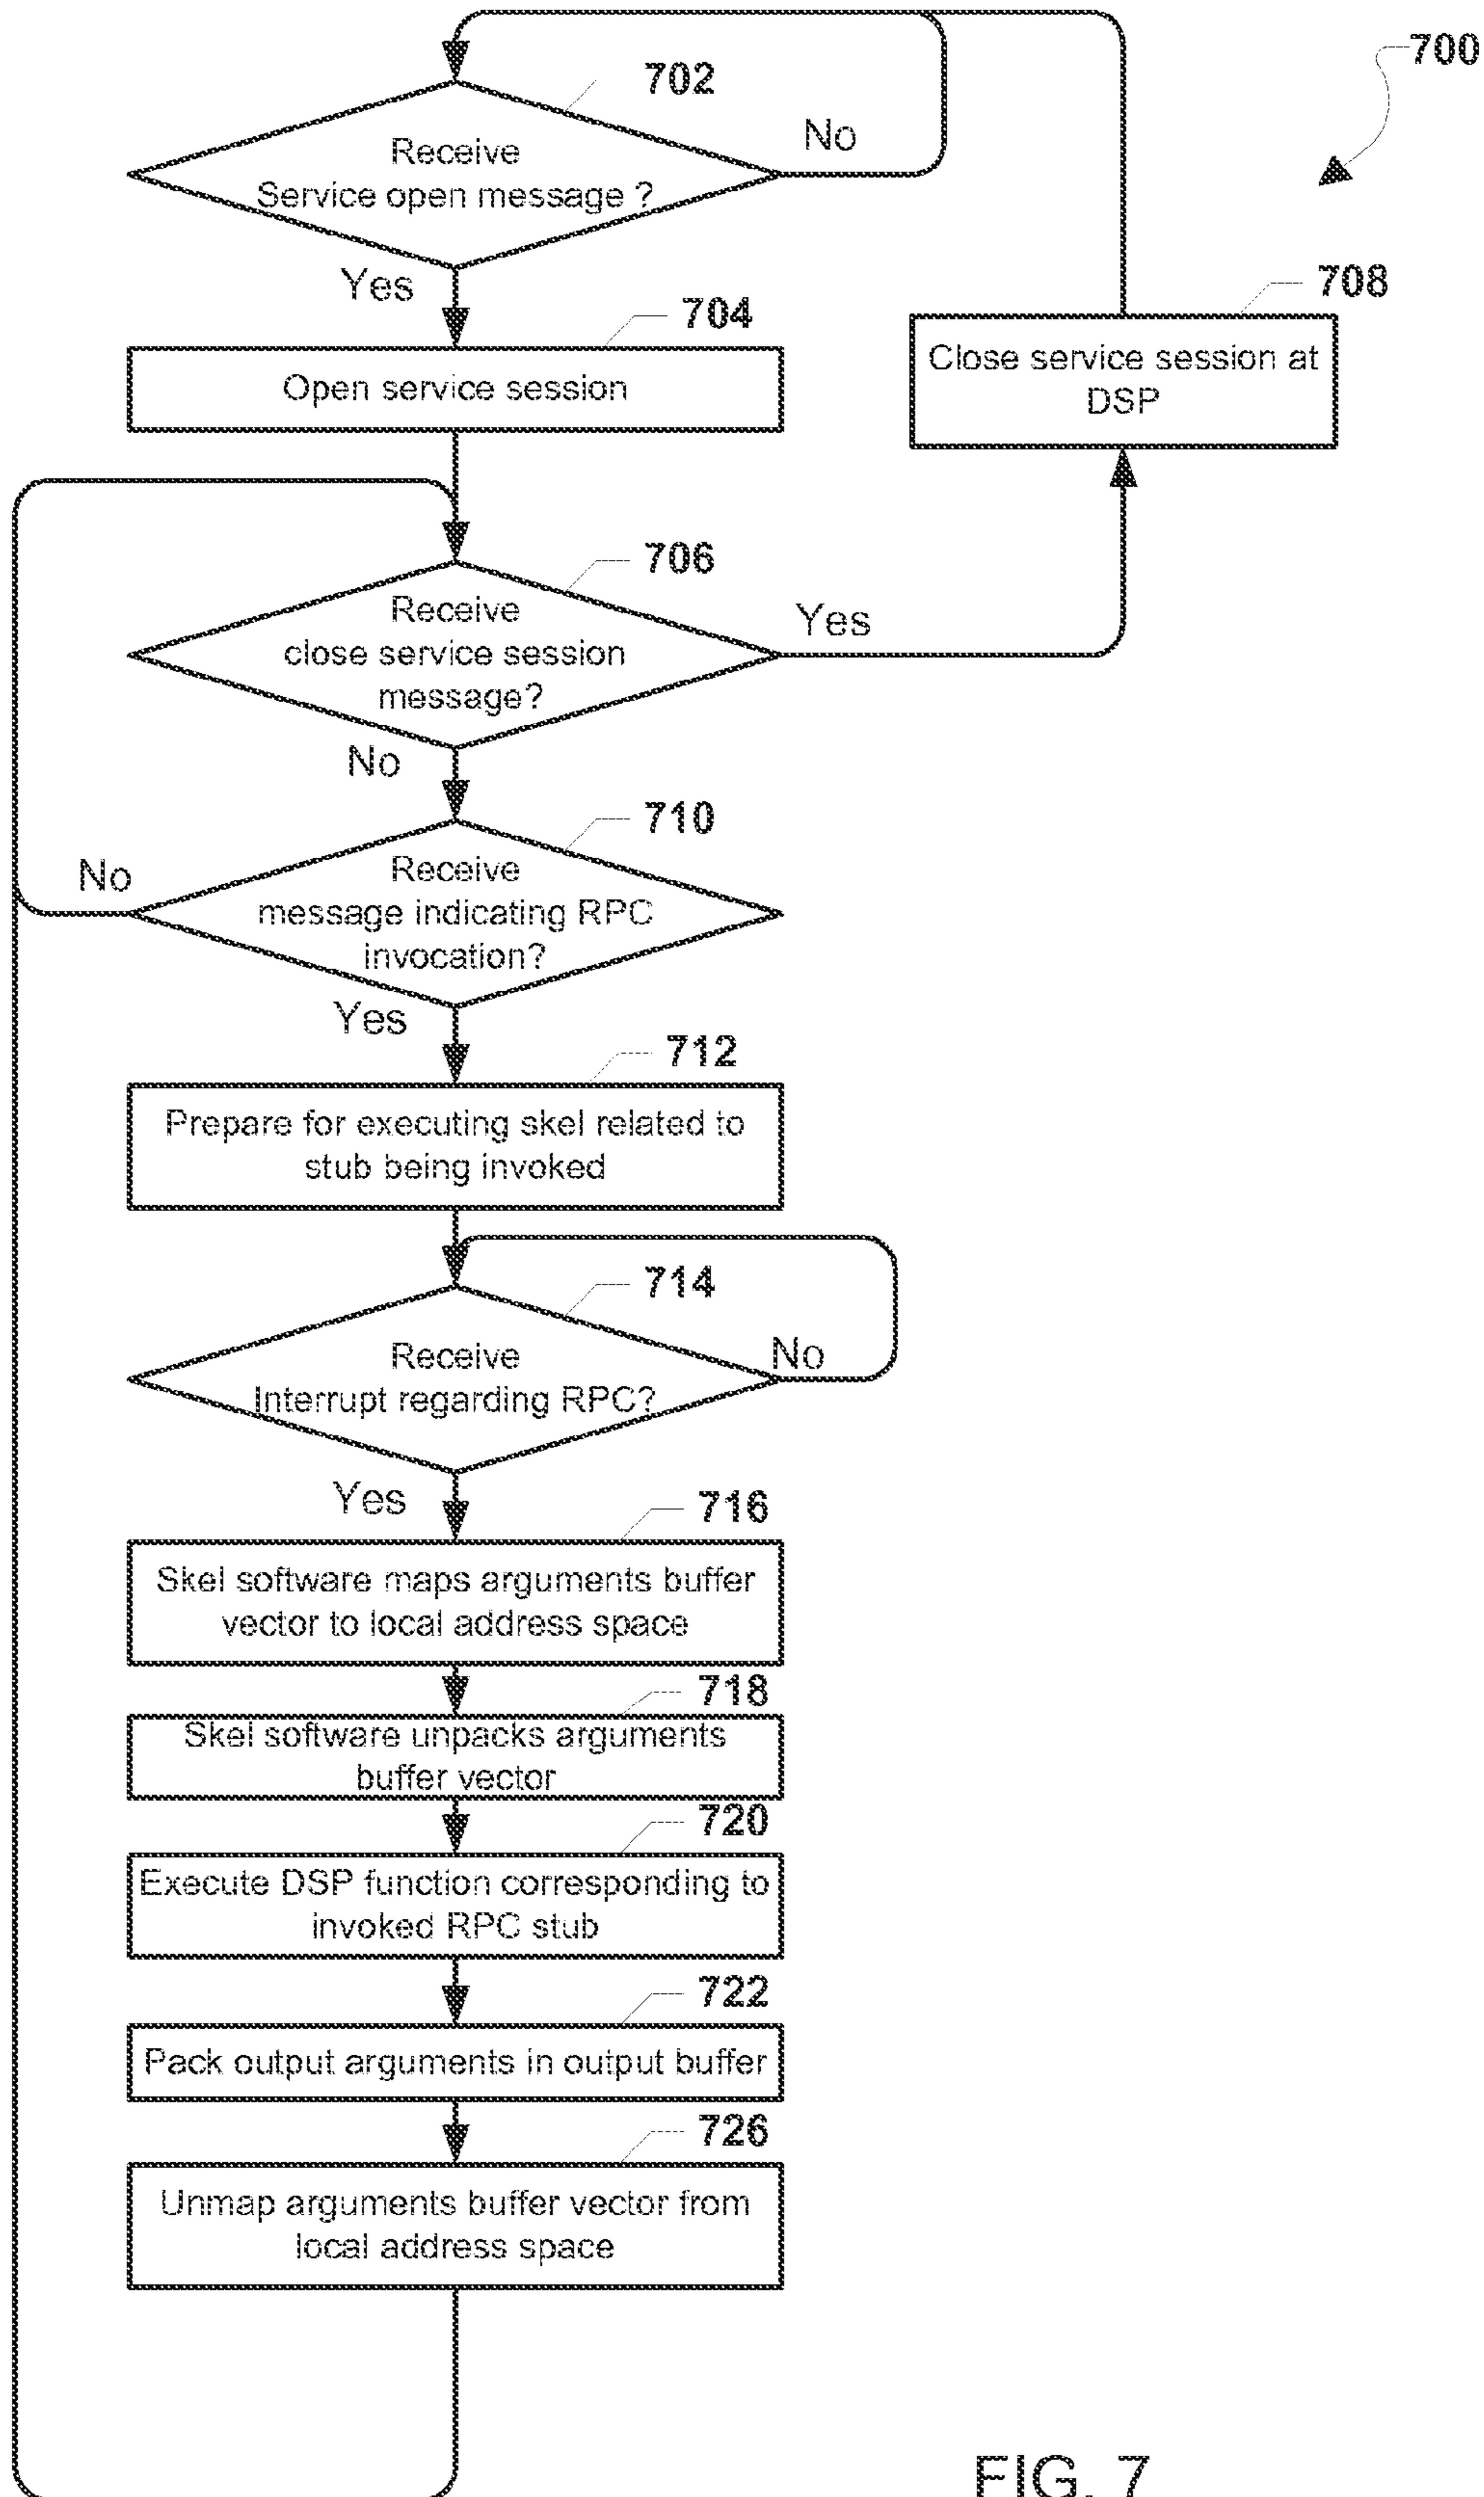 700
702
Receive
Service open message ?
No
Yes
704
Open service session
708
Close service session at
DSP
706
Receive
close service session
message?
Yes
No
710
Receive
message indicating RPC
invocation?
No
Yes
712
Prepare for executing skel related to
stub being invoked
714
Receive
Interrupt regarding RPC?
No
Yes
716
Skel software maps arguments buffer
vector to local address space
718
Skel software unpacks arguments
buffer vector
720
Execute DSP function corresponding to
invoked RPC stub
722
Pack output arguments in output buffer
726
Unmap arguments buffer vector from
local address space
FIG. 7